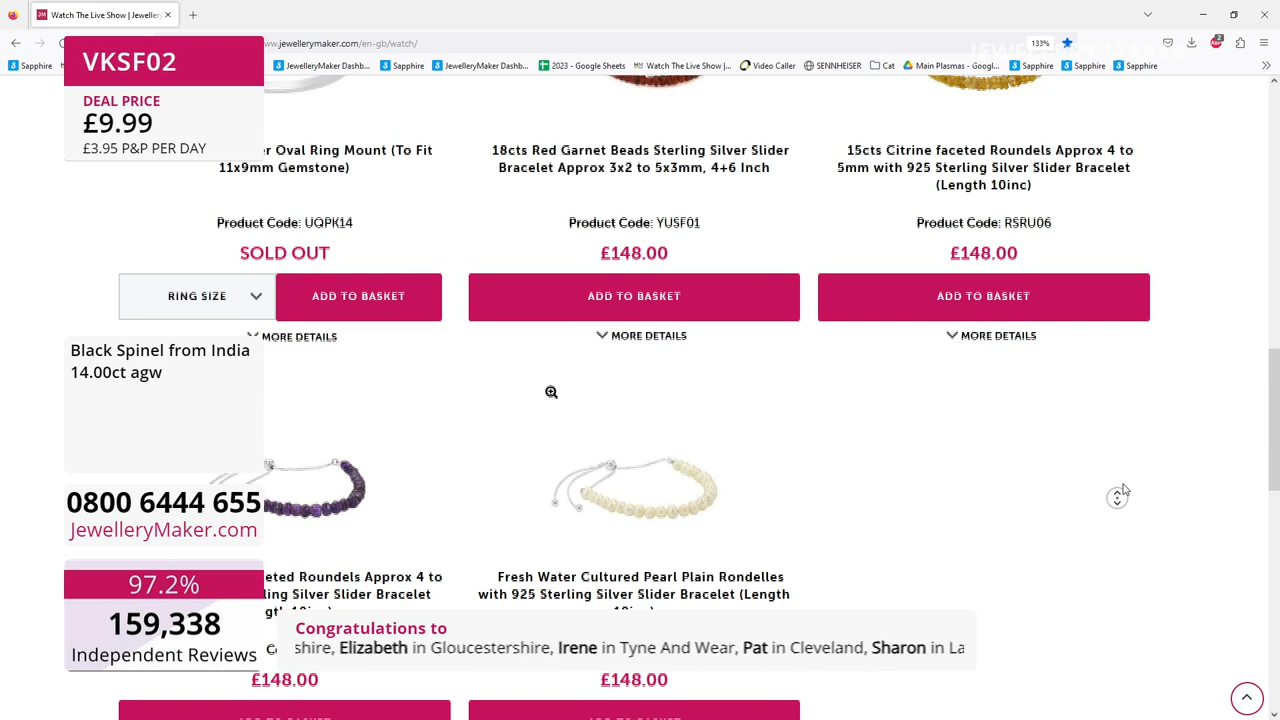 Watch The Live Show | Jeweller
VKSF02
DEAL PRICE
£9.99
£3.95 P&P PER DAY
w.jewellerymaker.com/en-gb/watch/
133%
2
Sapphire
JewelleryMaker Dashb...
Sapphire
JewelleryMaker Dashb...
2023 - Google Sheets
Watch The Live Show |...
Video Caller
SENNHEISER
Cat
Main Plasmas - Googl...
Sapphire
Sapphire
Sapphire
er Oval Ring Mount (To Fit
11x9mm Gemstone)
Product Code: UQPK14
SOLD OUT
RING SIZE
ADD TO BASKET
MORE DETAILS
18cts Red Garnet Beads Sterling Silver Slider
Bracelet Approx 3x2 to 5x3mm, 4+6 Inch
Product Code: YUSF01
£148.00
ADD TO BASKET
MORE DETAILS
15cts Citrine faceted Roundels Approx 4 to
5mm with 925 Sterling Silver Slider Bracelet
(Length 10inc)
Product Code: RSRU06
£148.00
ADD TO BASKET
MORE DETAILS
Black Spinel from India
14.00ct agw
0800 6444 655
JewelleryMaker.com
97.2%
159,338
Independent Reviews
eted Roundels Approx 4 to
ling Silver Slider Bracelet
£148.00
Fresh Water Cultured Pearl Plain Rondelles
with 925 Sterling Silver Slider Bracelet (Length
£148.00
Congratulations to
shire, Elizabeth in Gloucestershire, Irene in Tyne And Wear, Pat in Cleveland, Sharon in La